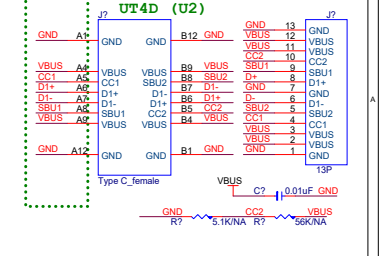 UT4D (U2)
J?
J?
GND A1 GND GND B12 GND
VBUS A4 VBUS VBUS B9 VBUS
CC1 A5 CC1 SBU2 B8 SBU2
D1+ A6 D1+ D1- B7 D1-
D1- A7 D1- D1+ B6 D1+
SBU1 A8 SBU1 CC2 B5 CC2
VBUS A9 VBUS VBUS B4 VBUS
GND A12 GND GND B1 GND
Type C_female
GND 13 GND
VBUS 12 VBUS
VBUS 11 VBUS
CC2 10 CC2
SBU1 9 SBU1
D+ 8 D1+
GND 7 GND
D- 6 D1-
SBU2 5 SBU2
CC1 4 CC1
VBUS 3 VBUS
VBUS 2 VBUS
GND 1 GND
13P
A
VBUS
C? 0.01uF GND
GND CC2 VBUS
R? 5.1K/NA R? 56K/NA